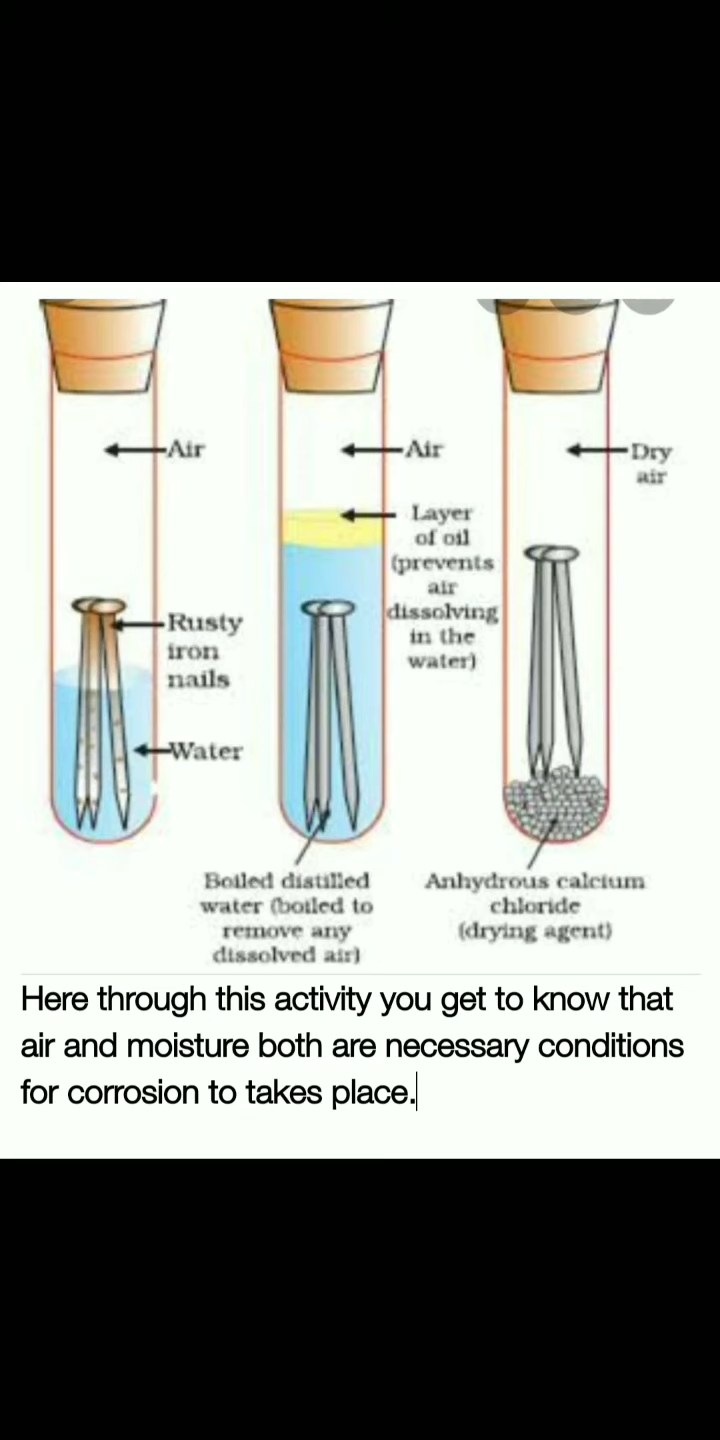 Air
Air
Dry
air
Layer
of oil
(prevents
air
dissolving
in the
water)
Rusty
iron
nails
Water
Boiled distilled
water (boiled to
remove any
dissolved air)
Anhydrous calcium
chloride
(drying agent)
Here through this activity you get to know that
air and moisture both are necessary conditions
for corrosion to takes place.